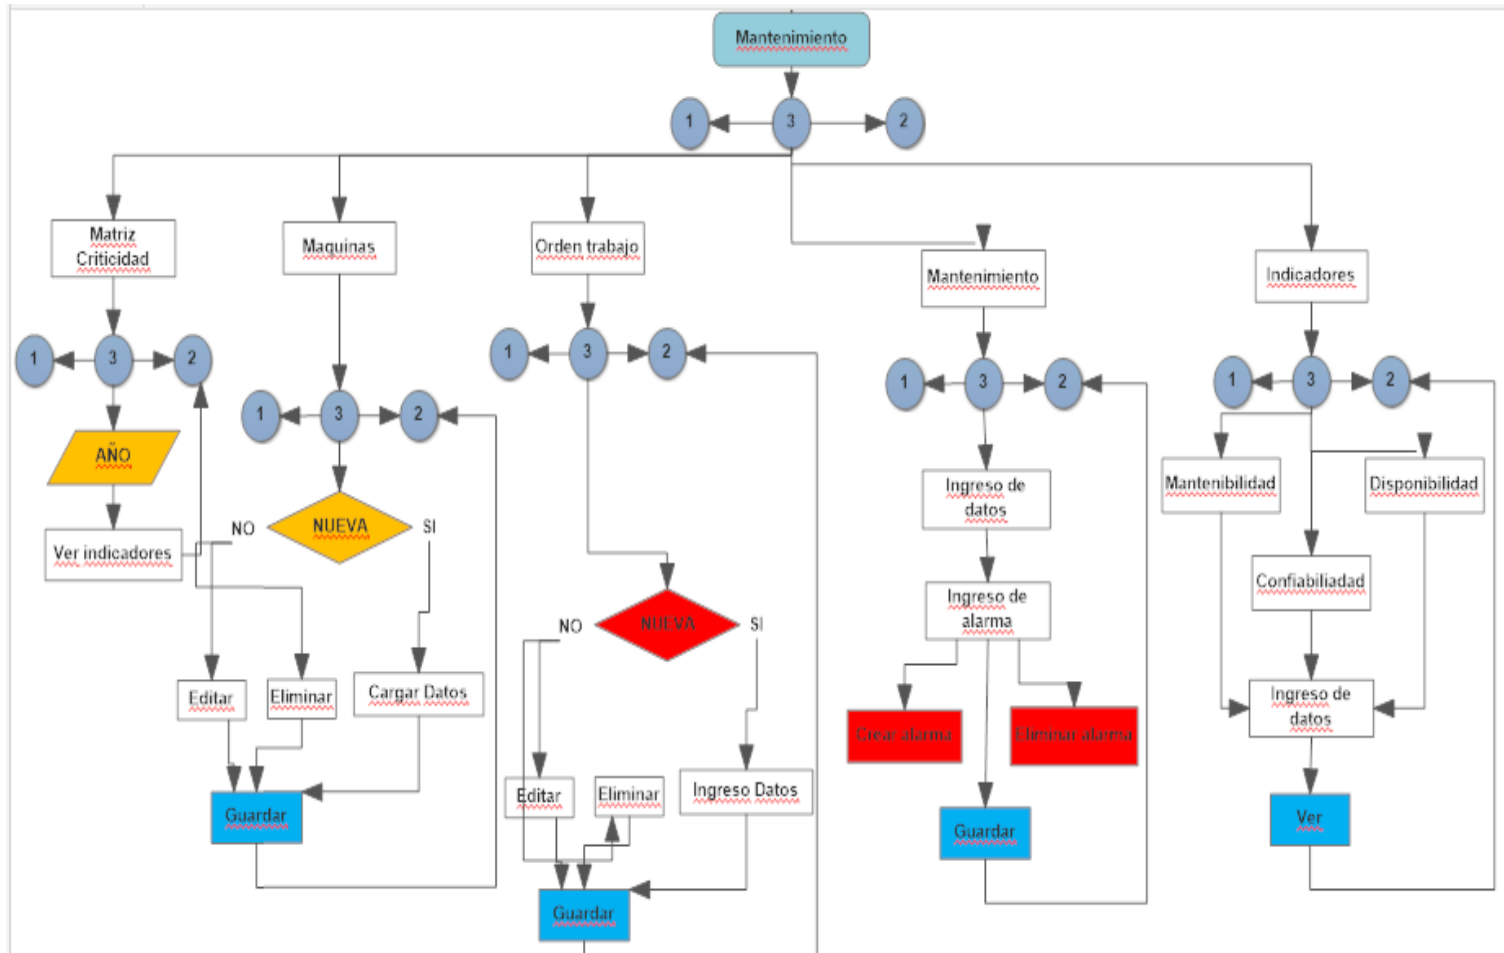 Mantenimiento
1
3
2
Matriz
Criticidad
Maquinas
Orden trabajo
Mantenimiento
Indicadores
1
3
2
1
3
2
1
3
2
1
3
2
1
3
2
AÑO
Ver indicadores
NO
NUEVA
SI
Editar
Eliminar
Cargar Datos
Guardar
NO
NUEVA
SI
Editar
Eliminar
Ingreso Datos
Guardar
Ingreso de
datos
Ingreso de
alarma
Crear alarma
Eliminar alarma
Guardar
Mantenibilidad
Disponibilidad
Confiabiliadad
Ingreso de
datos
Ver